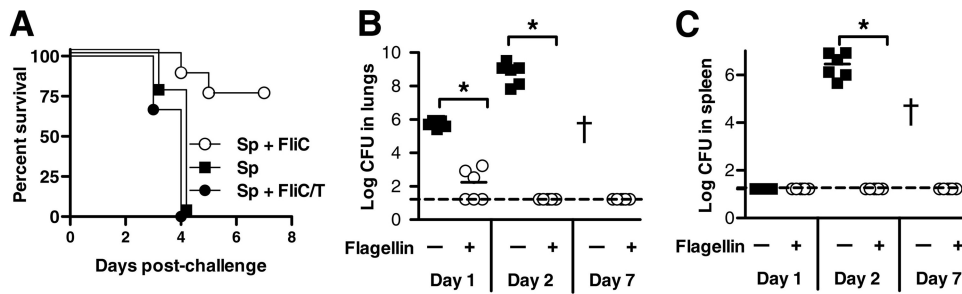 A
Percent survival
100
75
50
25
0
0 2 4 6 8
Days post-challenge
Sp + FliC
Sp
Sp + FliC/T
B
Log CFU in lungs
10
8
6
4
2
0
*
*
†
Flagellin — + — + — +
Day 1 Day 2 Day 7
C
Log CFU in spleen
6
4
2
0
*
†
Flagellin — + — + — +
Day 1 Day 2 Day 7